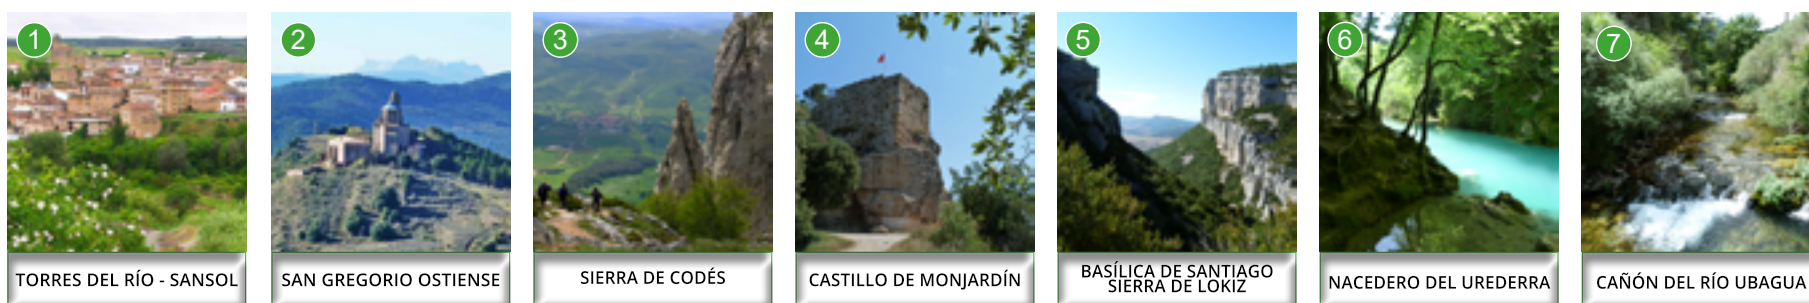 1
TORRES DEL RÍO - SANSOL
2
SAN GREGORIO OSTIENSE
3
SIERRA DE CODÉS
4
CASTILLO DE MONJARDÍN
5
BASÍLICA DE SANTIAGO
SIERRA DE LOKIZ
6
NACEDERO DEL UREDERRA
7
CAÑÓN DEL RÍO UBAGUA